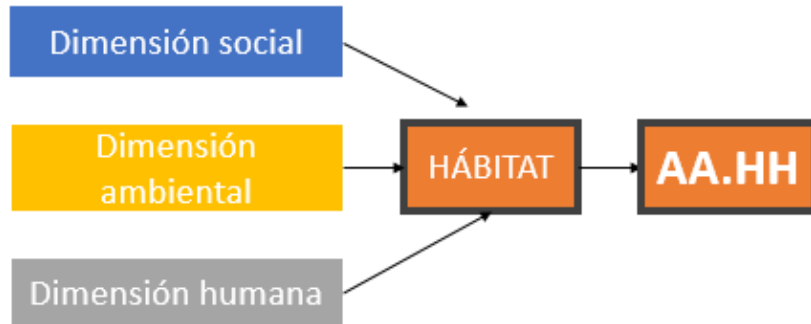 Dimensión social
Dimensión
ambiental
HÁBITAT
AA.HH
Dimensión humana